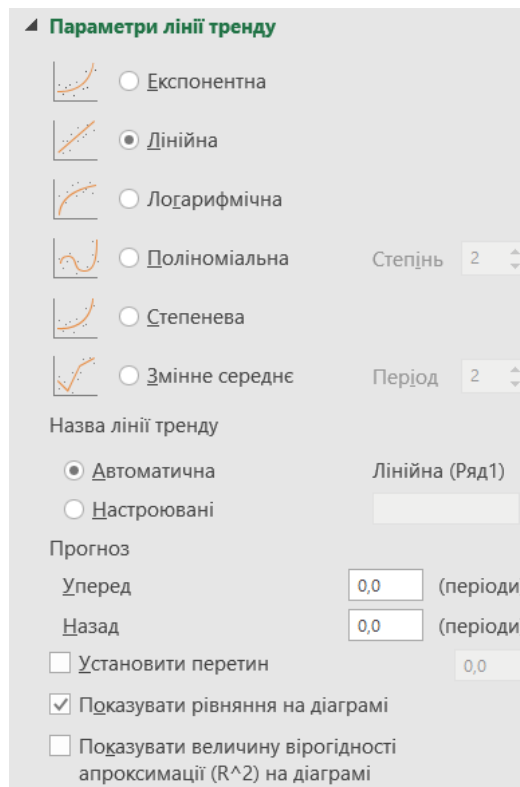 Параметри лінії тренду
Експонентна
Лінійна
Логарифмічна
Поліноміальна Степінь 2
Степенева
Змінне середнє Період 2
Назва лінії тренду
Автоматична Лінійна (Ряд1)
Настроювані
Прогноз
Уперед 0,0 (періоди
Назад 0,0 (періоди
Установити перетин 0,0
Показувати рівняння на діаграмі
Показувати величину вірогідності
апроксимації (R^2) на діаграмі